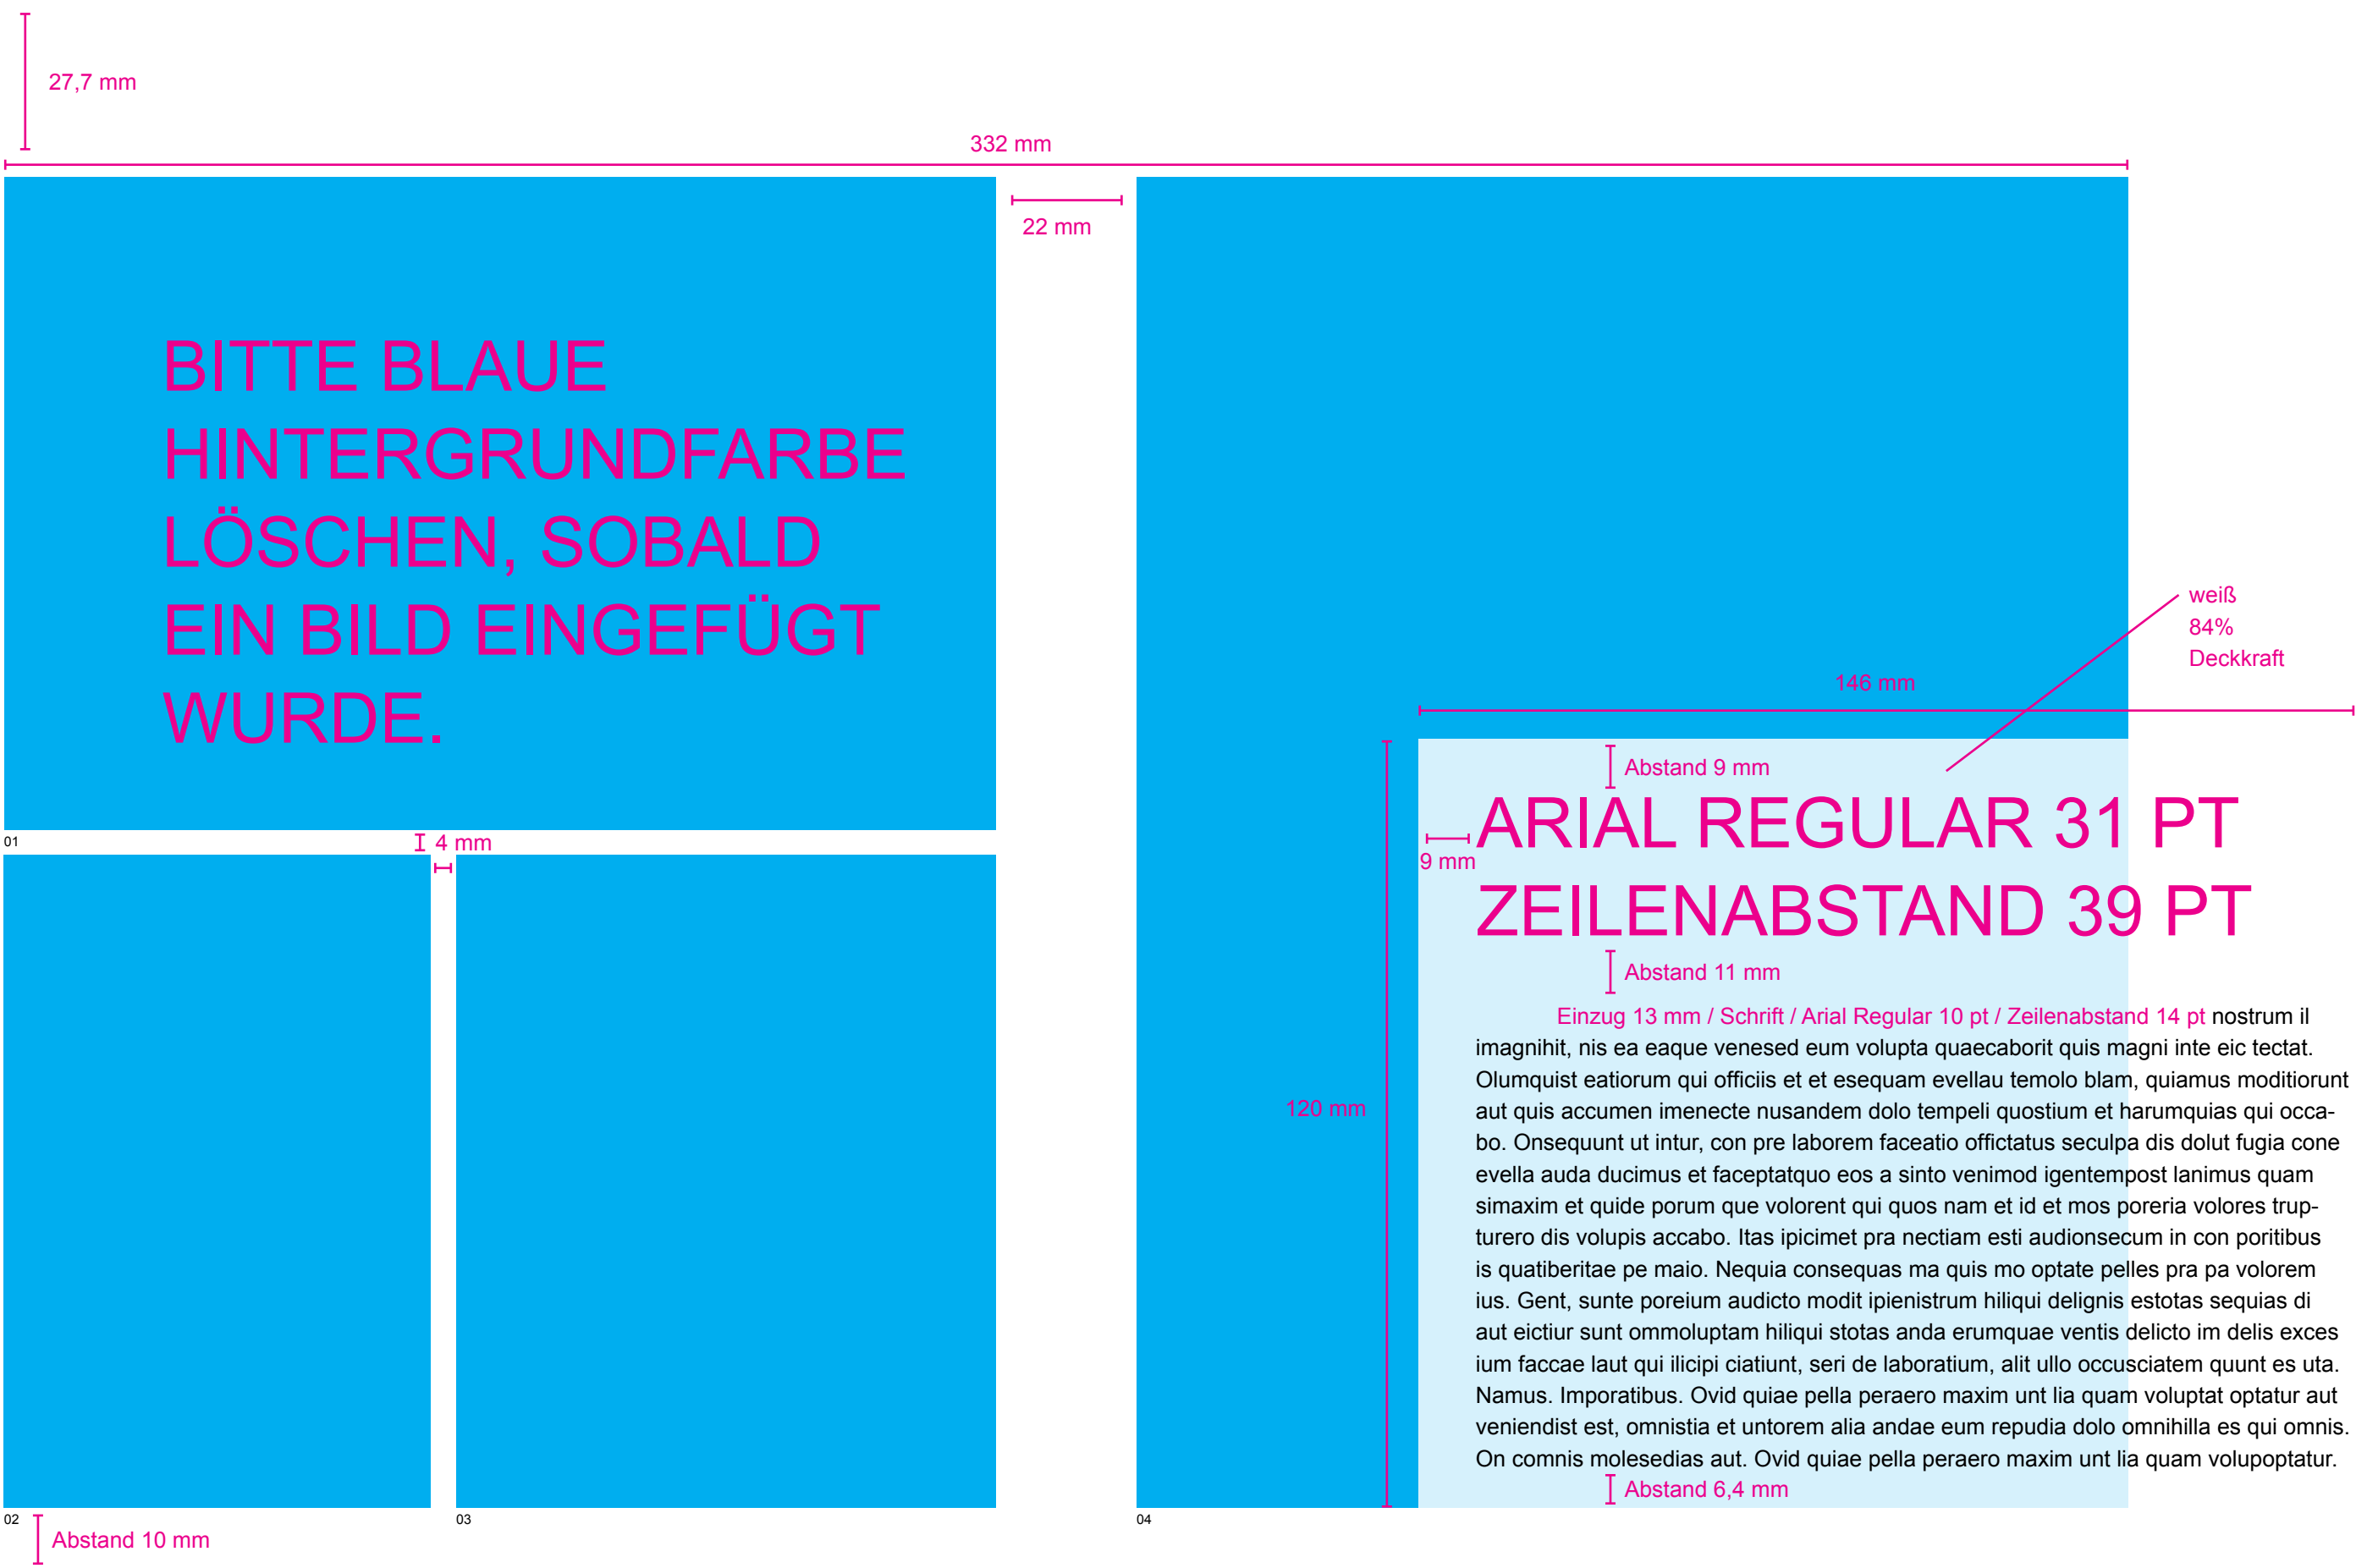 27,7 mm
332 mm
22 mm
BITTE BLAUE
HINTERGRUNDFARBE
LÖSCHEN, SOBALD
EIN BILD EINGEFÜGT
WURDE.
01
4 mm
02
Abstand 10 mm
03
weiß
84%
Deckkraft
146 mm
Abstand 9 mm
ARIAL REGULAR 31 PT
9 mm
ZEILENABSTAND 39 PT
Abstand 11 mm
Einzug 13 mm / Schrift / Arial Regular 10 pt / Zeilenabstand 14 pt nostrum il
imagnihit, nis ea eaque venesed eum volupta quaecaborit quis magni inte eic tectat.
Olumquist eatiorum qui officiis et et esequam evellau temolo blam, quiamus moditiorunt
aut quis accumen imenecte nusandem dolo tempeli quostium et harumquias qui occa-
bo. Onsequunt ut intur, con pre laborem faceatio offictatus seculpa dis dolut fugia cone
evella auda ducimus et faceptatquo eos a sinto venimod igentempost lanimus quam
simaxim et quide porum que volorent qui quos nam et id et mos poreria volores trup-
turero dis volupis accabo. Itas ipicimet pra nectiam esti audionsecum in con poritibus
is quatiberitae pe maio. Nequia consequas ma quis mo optate pelles pra pa volorem
ius. Gent, sunte poreium audicto modit ipienistrum hiliqui delignis estotas sequias di
aut eictiur sunt ommoluptam hiliqui stotas anda erumquae ventis delicto im delis exces
ium faccae laut qui ilicipi ciatiunt, seri de laboratium, alit ullo occusciatem quunt es uta.
Namus. Imporatibus. Ovid quiae pella peraero maxim unt lia quam voluptat optatur aut
veniendist est, omnistia et untorem alia andae eum repudia dolo omnihilla es qui omnis.
On comnis molesedias aut. Ovid quiae pella peraero maxim unt lia quam volupoptatur.
120 mm
Abstand 6,4 mm
04